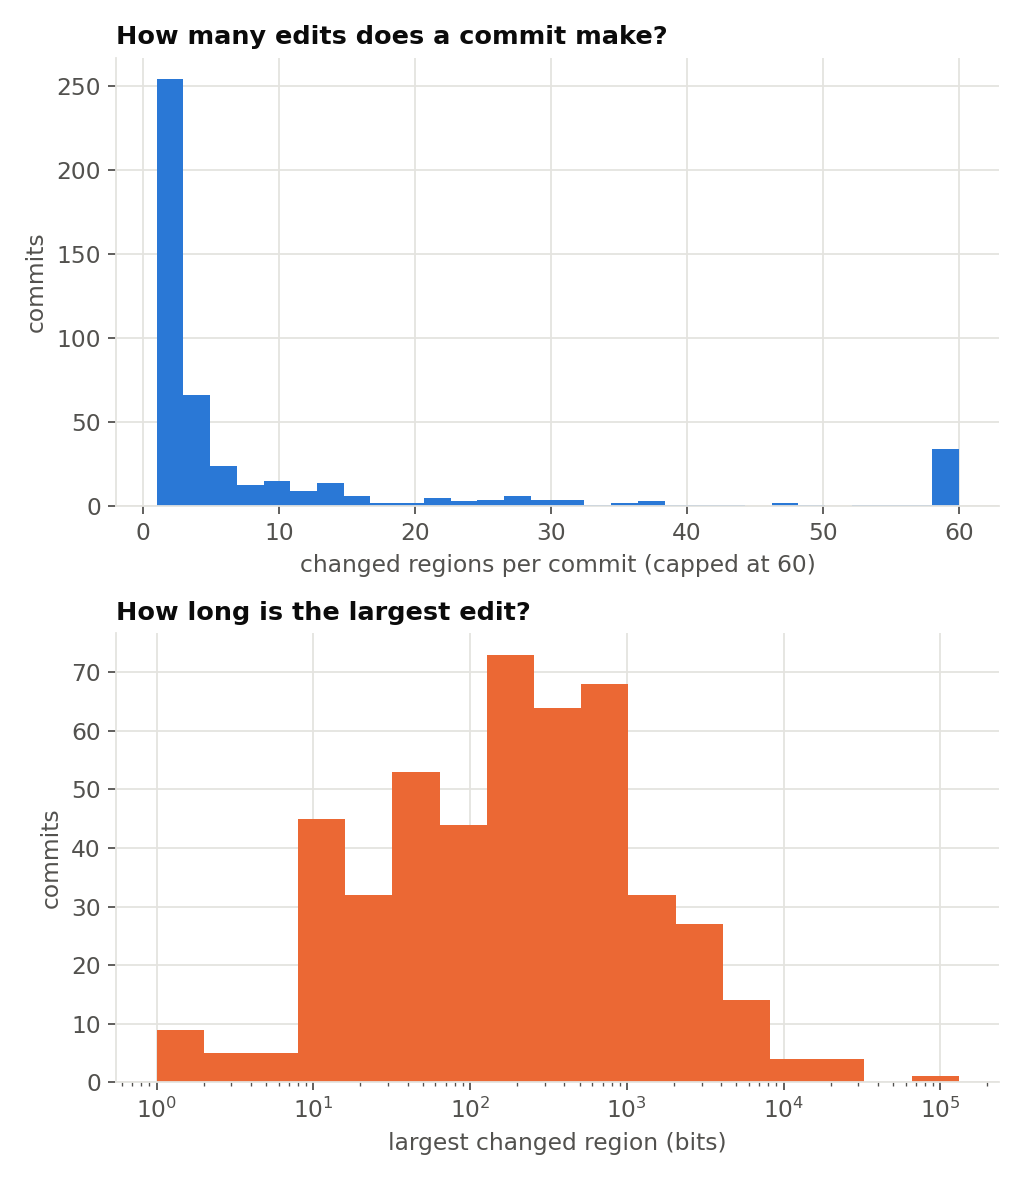 How many edits does a commit make?
250
200
150
100
50
0
commits
0 10 20 30 40 50 60
changed regions per commit (capped at 60)
How long is the largest edit?
70
60
50
40
30
20
10
0
commits
10⁰ 10¹ 10² 10³ 10⁴ 10⁵
largest changed region (bits)